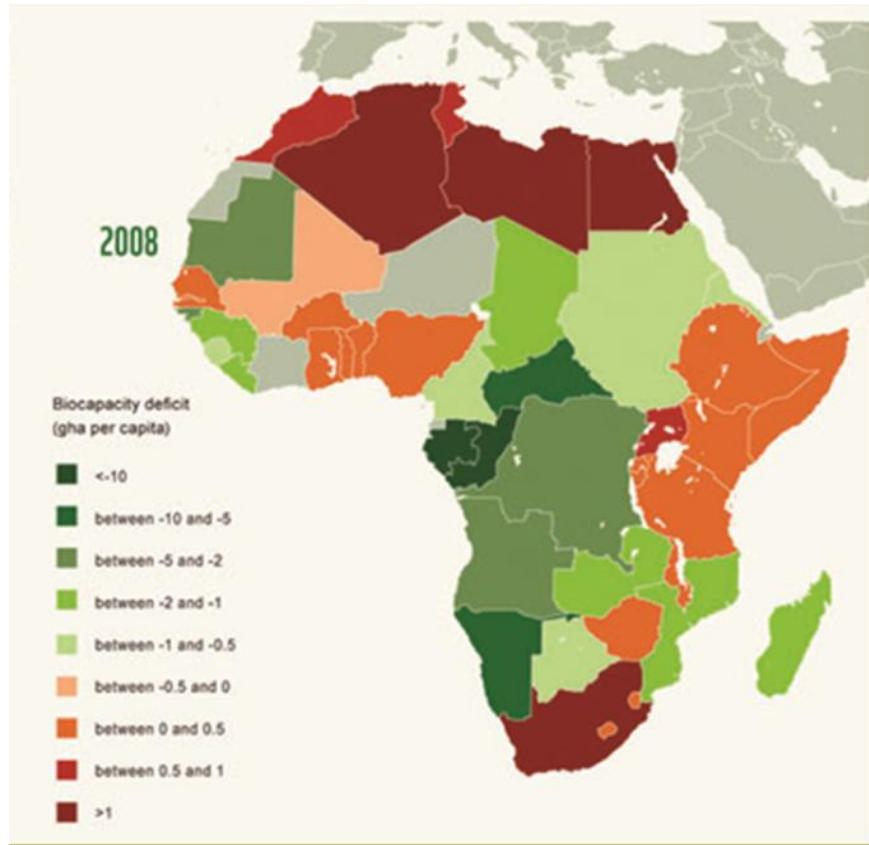 2008
Biocapacity deficit
(gha per capita)
<-10
between -10 and -5
between -5 and -2
between -2 and -1
between -1 and -0.5
between -0.5 and 0
between 0 and 0.5
between 0.5 and 1
>1